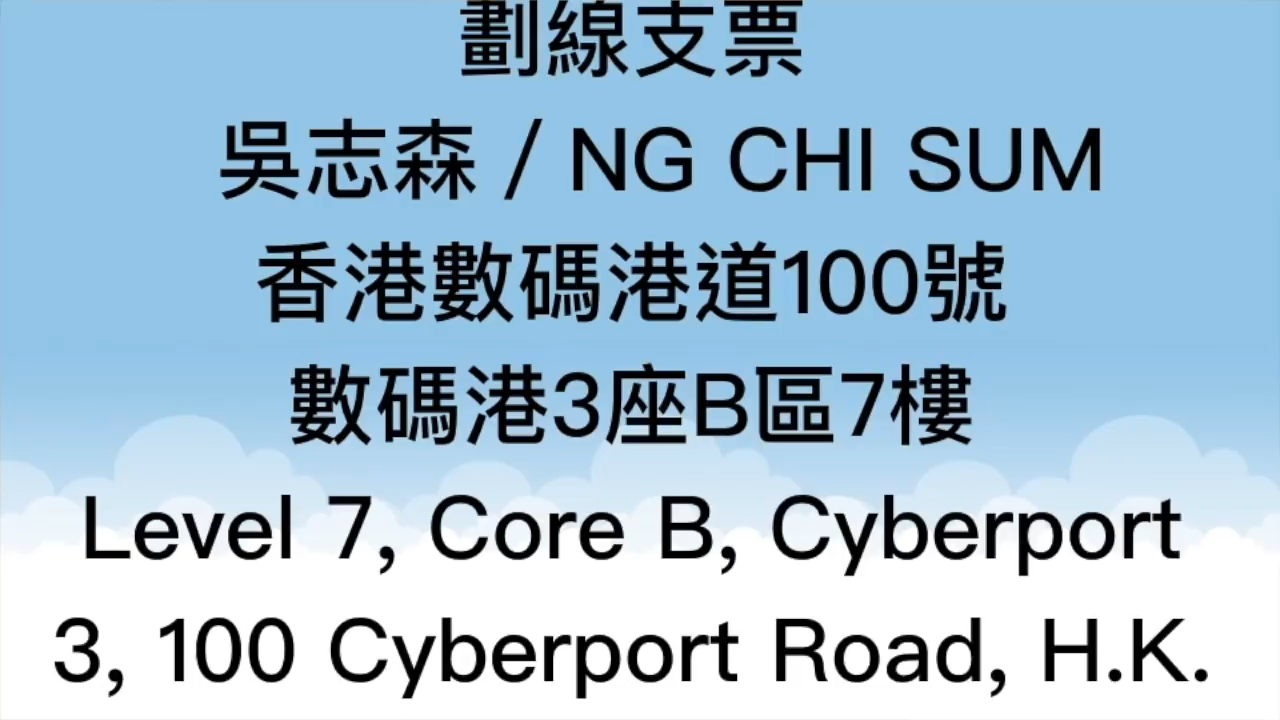 劃線支票
吳志森 / NG CHI SUM
香港數碼港道100號
數碼港3座B區7樓
Level 7, Core B, Cyberport
3, 100 Cyberport Road, H.K.